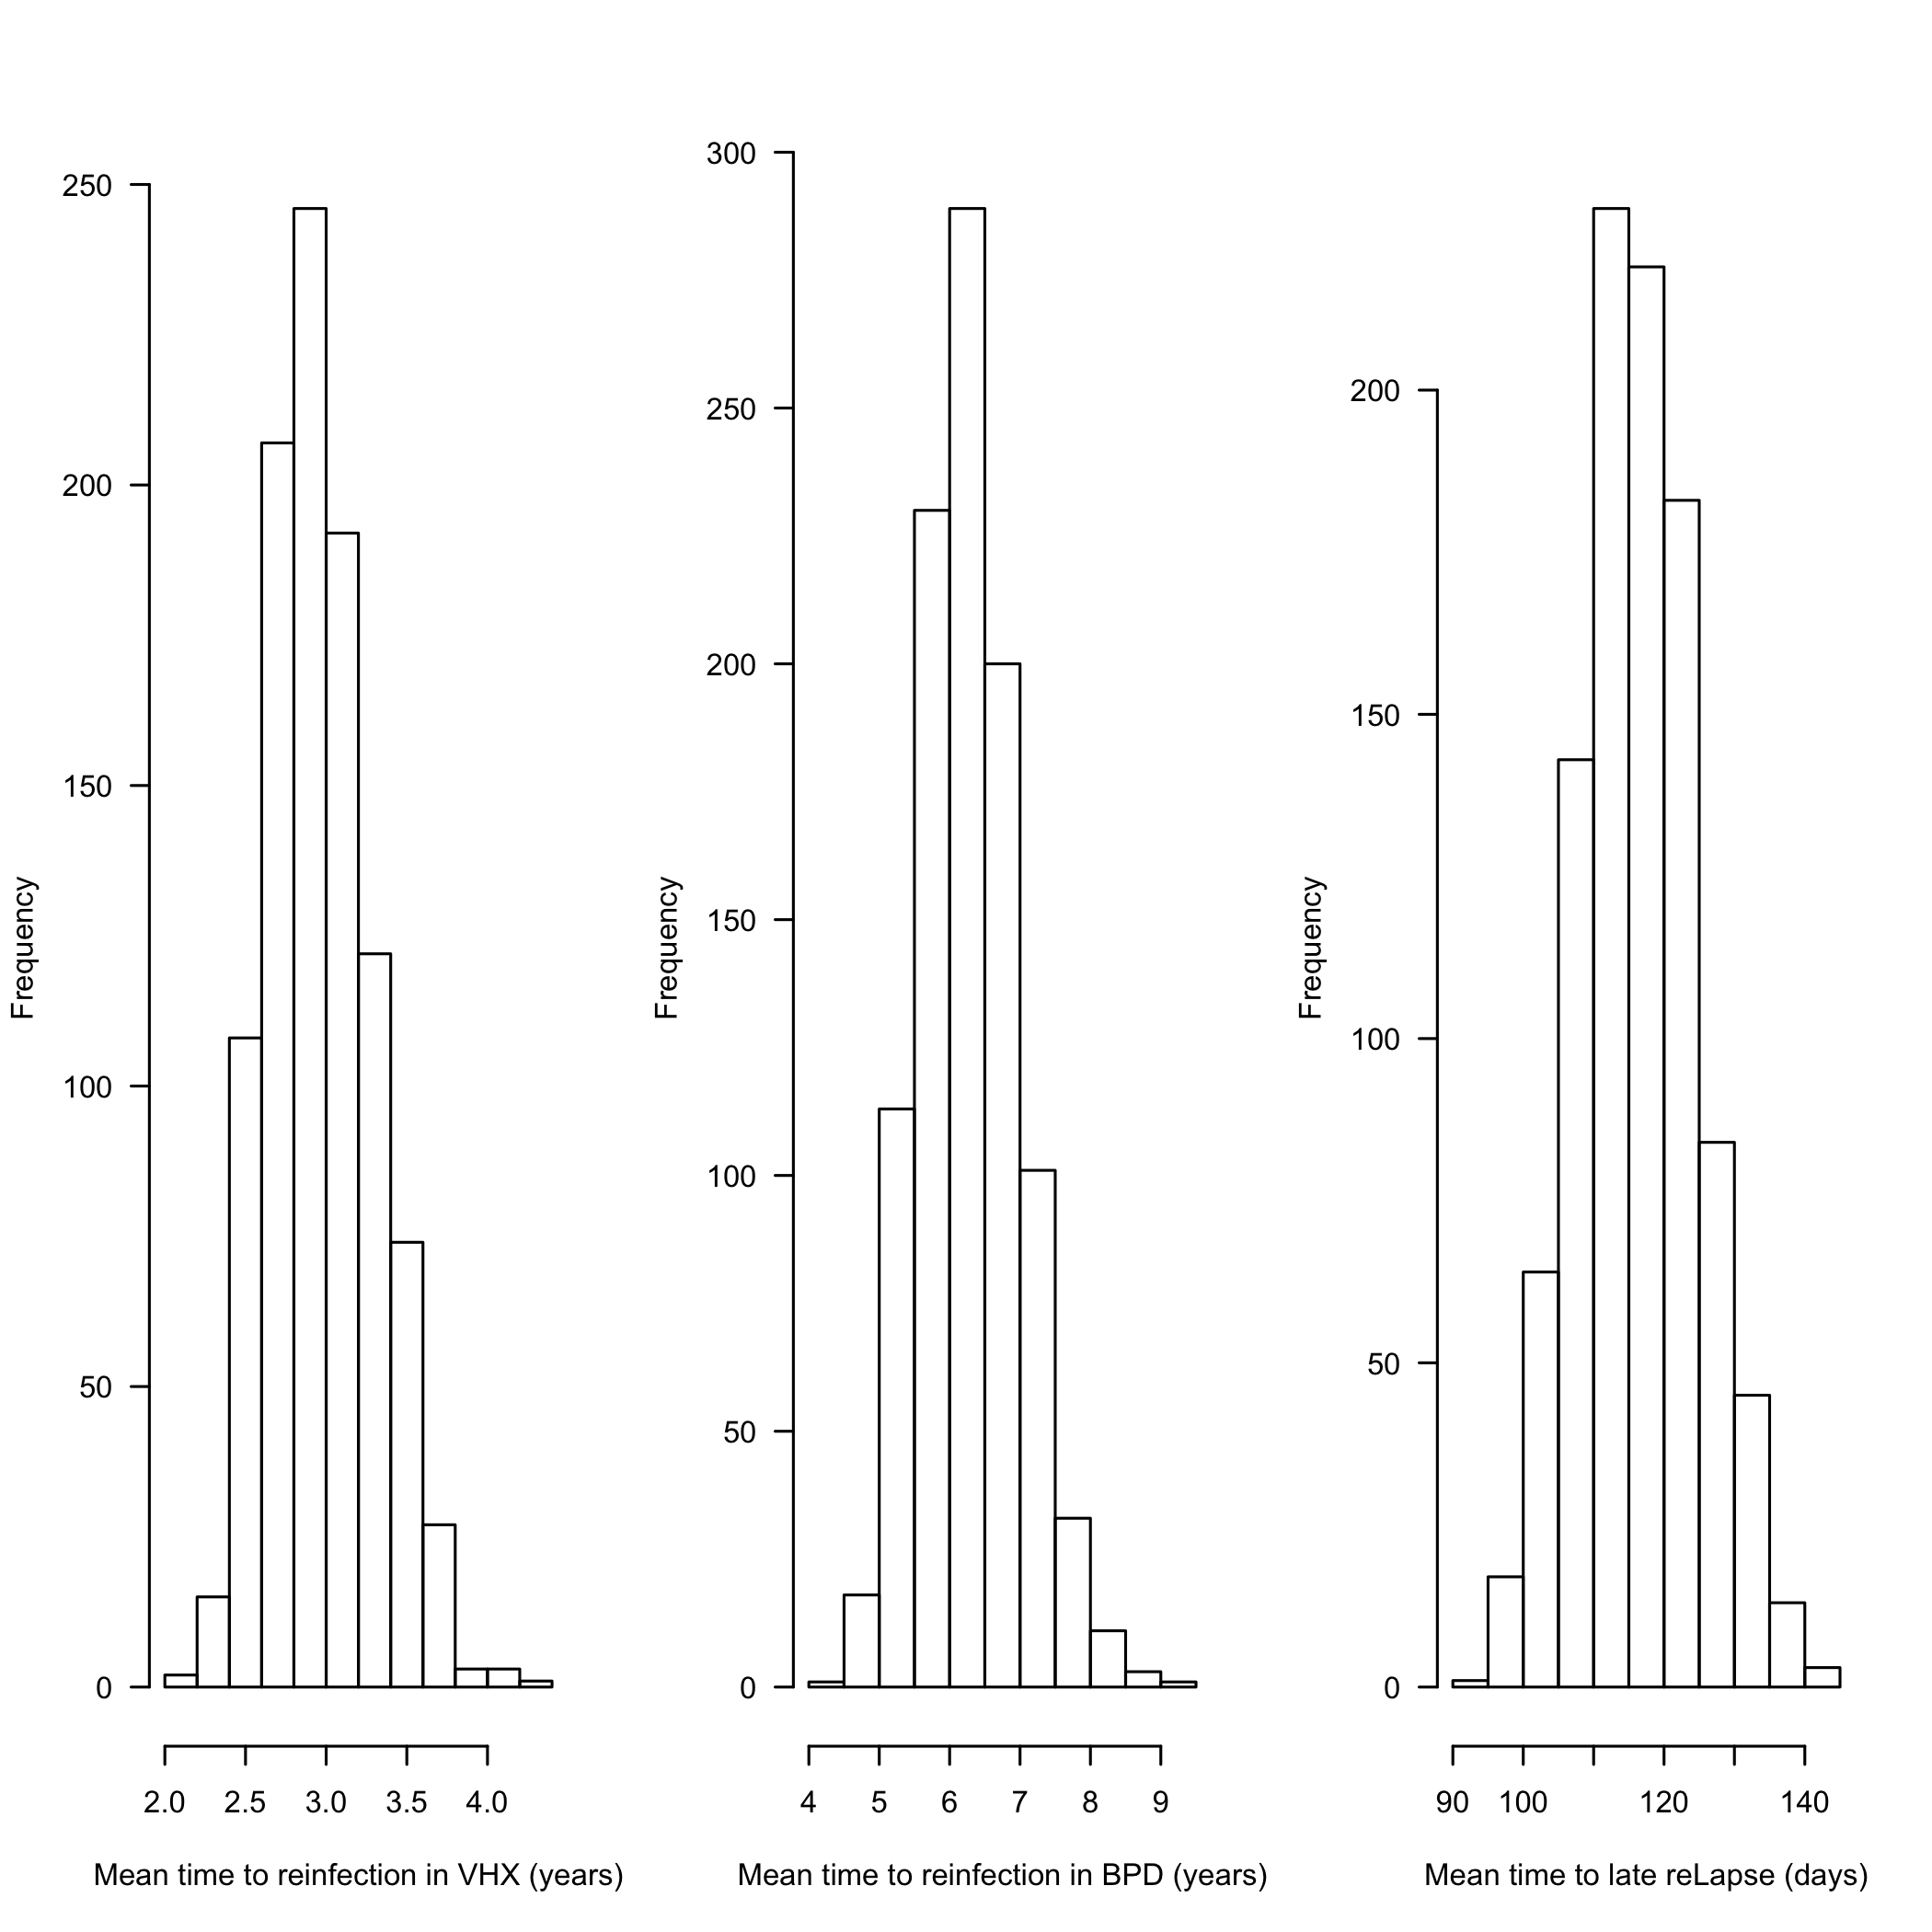 Frequency
250
200
150
100
50
0
2.0 2.5 3.0 3.5 4.0
Mean time to reinfection in VHX (years)
Frequency
300
250
200
150
100
50
0
4 5 6 7 8 9
Mean time to reinfection in BPD (years)
Frequency
200
150
100
50
0
90 100 120 140
Mean time to late reLapse (days)